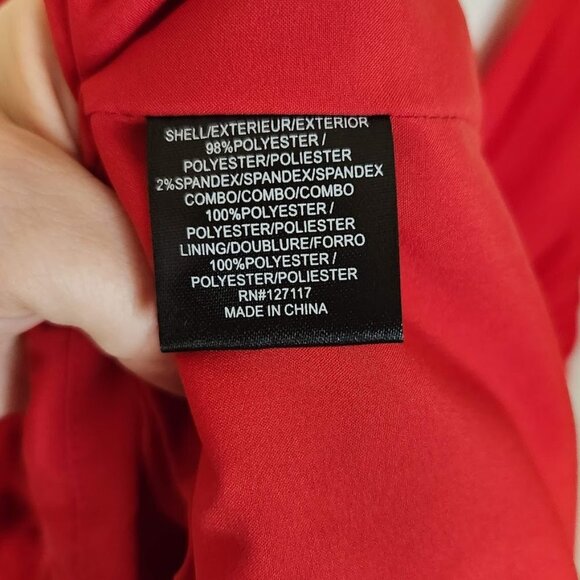 SHELL/EXTERIEUR/EXTERIOR
98%POLYESTER /
POLYESTER/POLIESTER
2%SPANDEX/SPANDEX/SPANDEX
COMBO/COMBO/COMBO
100%POLYESTER /
POLYESTER/POLIESTER
LINING/DOUBLURE/FORRO
100%POLYESTER /
POLYESTER/POLIESTER
RN#127117
MADE IN CHINA